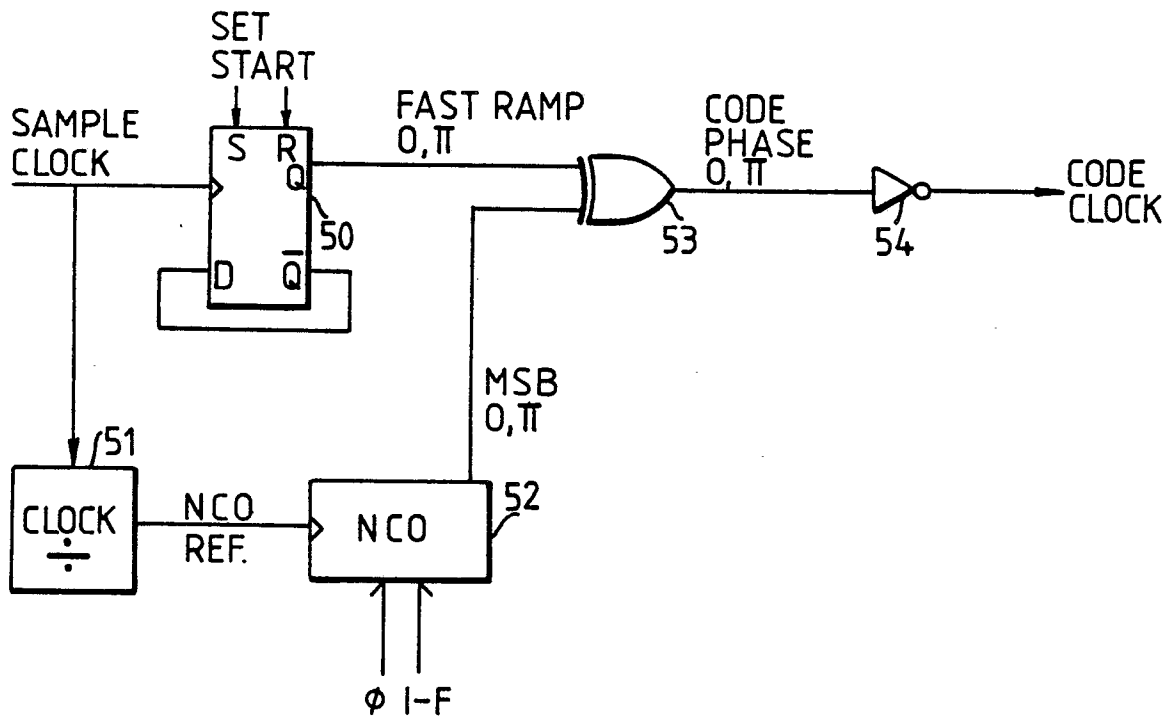 SET
START
SAMPLE
CLOCK
S R
Q
50
D Q̅
FAST RAMP
0, π
CODE
PHASE
0, π
53
54
CODE
CLOCK
MSB
0, π
51
CLOCK
÷
NCO
REF.
NCO
52
φ 1-F